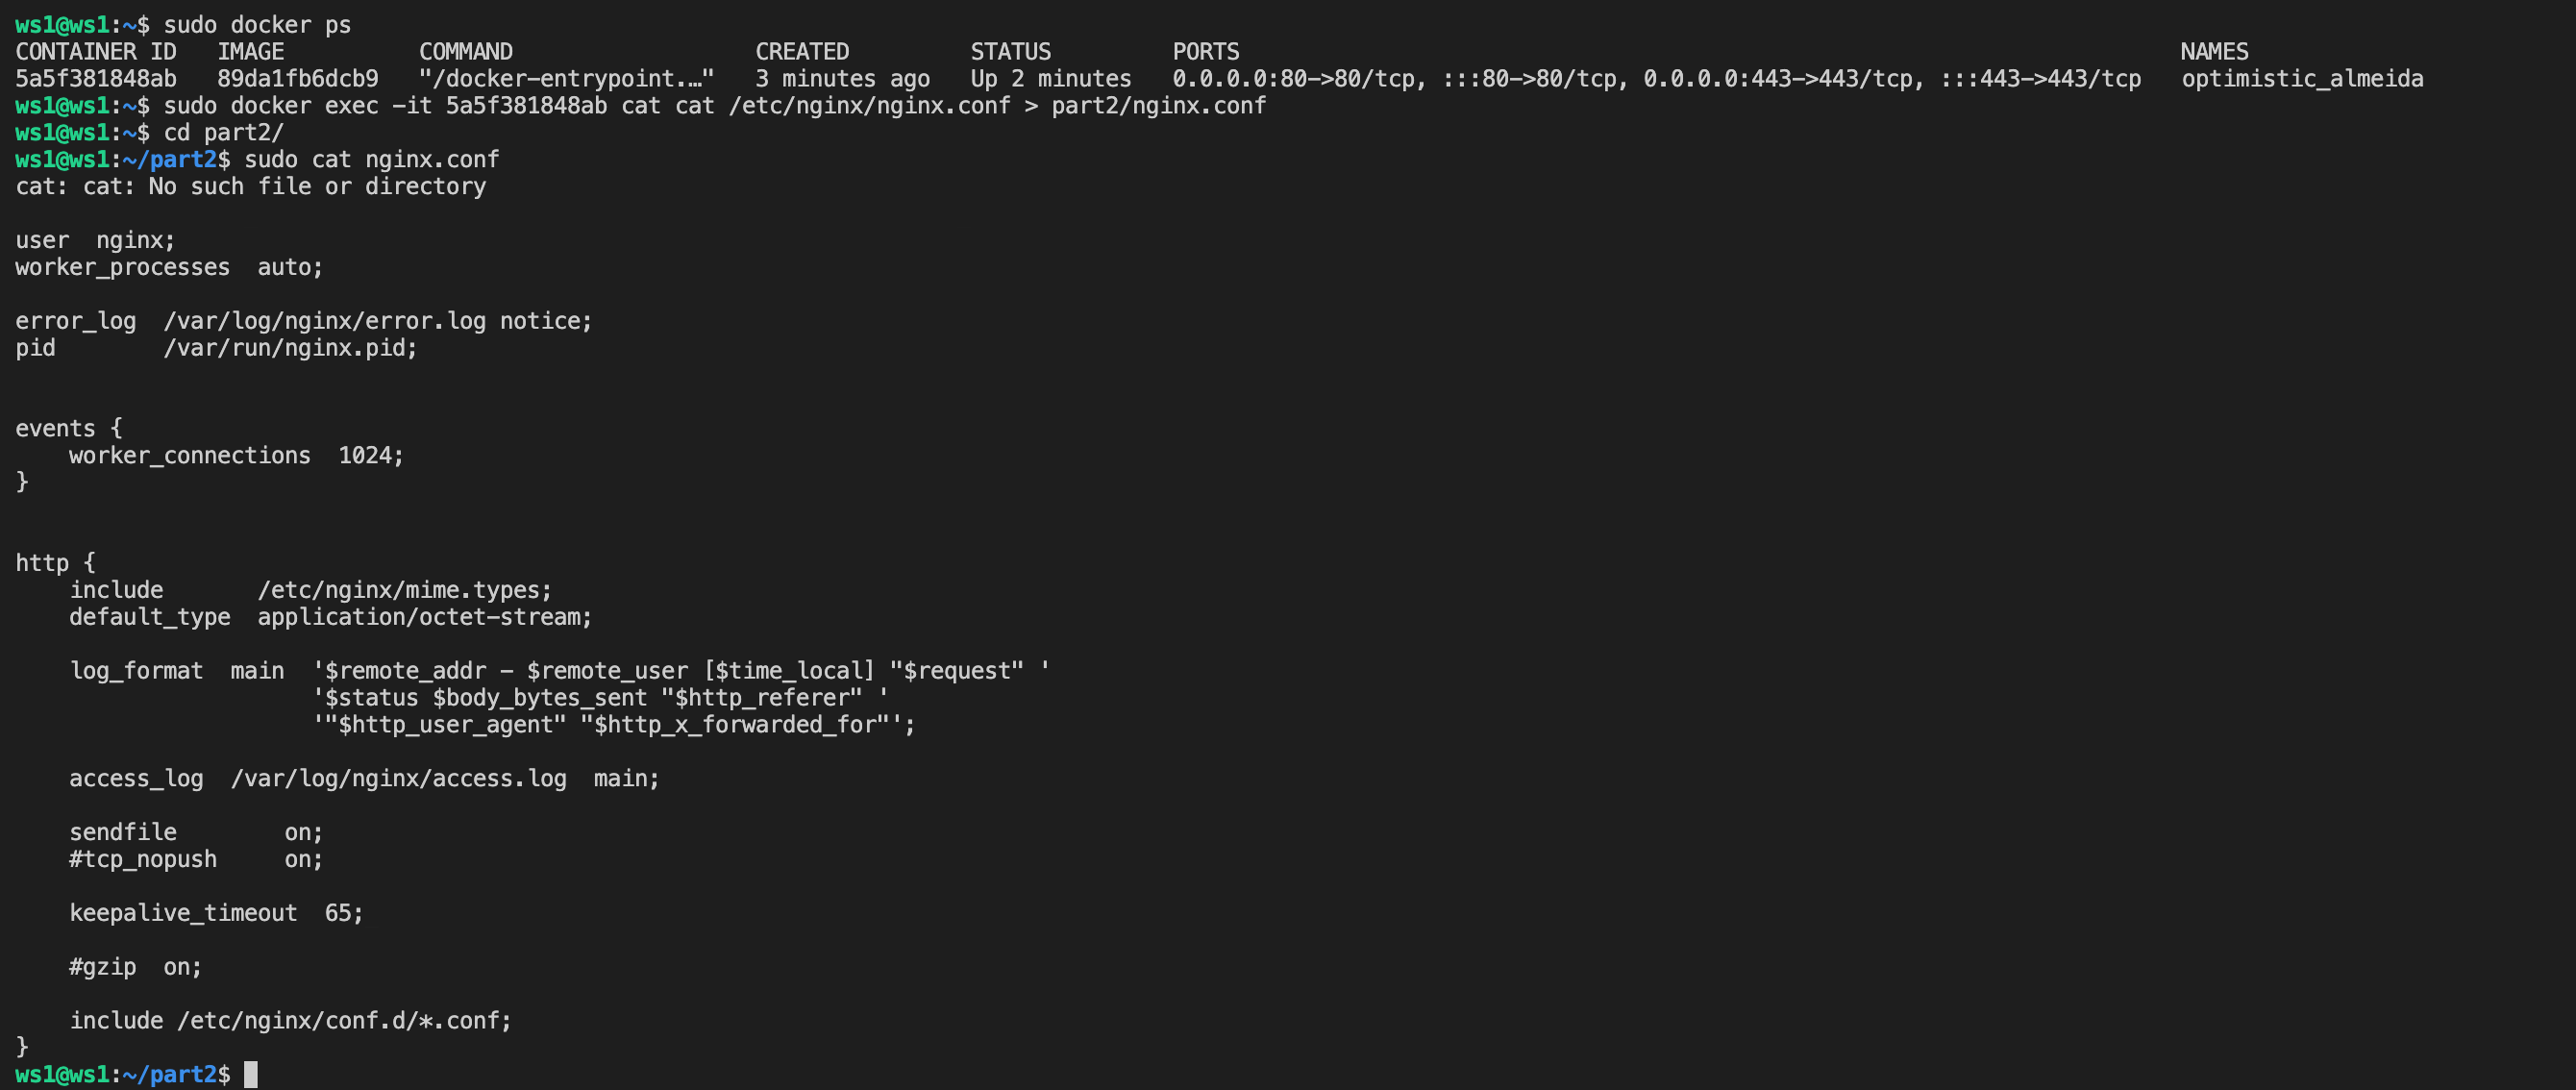 ws1@ws1:~$ sudo docker ps
CONTAINER ID   IMAGE          COMMAND                  CREATED         STATUS         PORTS                                                                      NAMES
5a5f381848ab   89da1fb6dcb9   "/docker-entrypoint.…"   3 minutes ago   Up 2 minutes   0.0.0.0:80->80/tcp, :::80->80/tcp, 0.0.0.0:443->443/tcp, :::443->443/tcp   optimistic_almeida
ws1@ws1:~$ sudo docker exec -it 5a5f381848ab cat cat /etc/nginx/nginx.conf > part2/nginx.conf
ws1@ws1:~$ cd part2/
ws1@ws1:~/part2$ sudo cat nginx.conf
cat: cat: No such file or directory

user  nginx;
worker_processes  auto;

error_log  /var/log/nginx/error.log notice;
pid        /var/run/nginx.pid;


events {
    worker_connections  1024;
}


http {
    include       /etc/nginx/mime.types;
    default_type  application/octet-stream;

    log_format  main  '$remote_addr - $remote_user [$time_local] "$request" '
                      '$status $body_bytes_sent "$http_referer" '
                      '"$http_user_agent" "$http_x_forwarded_for"';

    access_log  /var/log/nginx/access.log  main;

    sendfile        on;
    #tcp_nopush     on;

    keepalive_timeout  65;

    #gzip  on;

    include /etc/nginx/conf.d/*.conf;
}
ws1@ws1:~/part2$